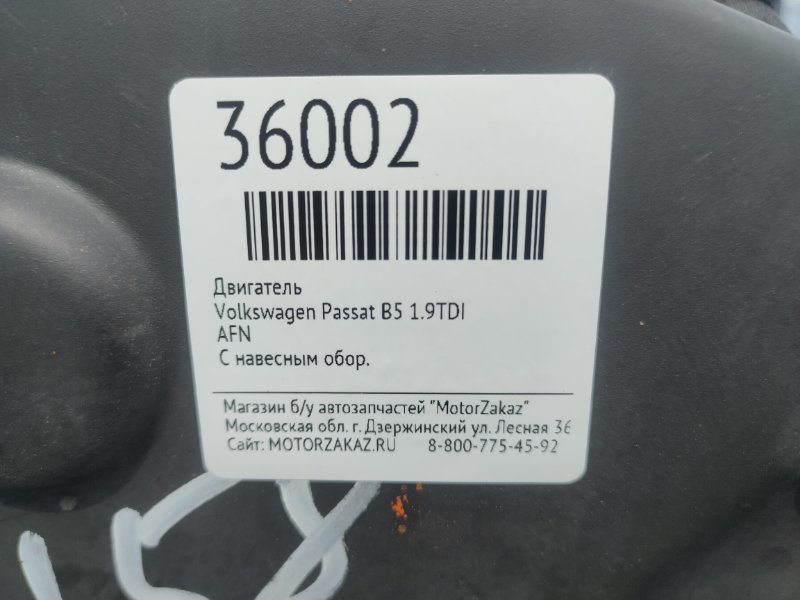 36002
Двигатель
Volkswagen Passat B5 1.9TDI
AFN
С навесным обор.
Магазин б/у автозапчастей "MotorZakaz"
Московская обл. г. Дзержинский ул. Лесная 36
Сайт: MOTORZAKAZ.RU 8-800-775-45-92